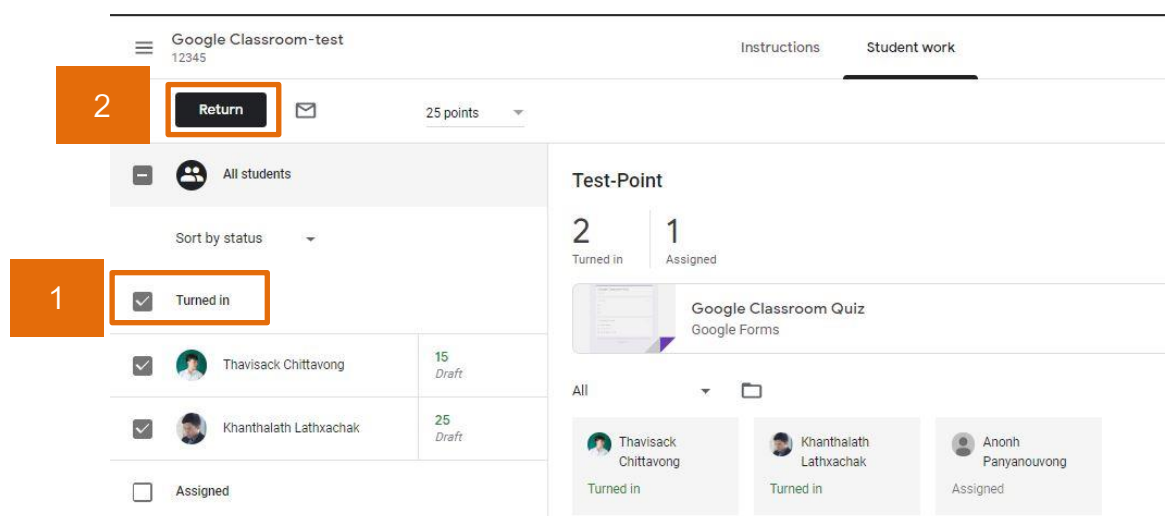 Google Classroom-test
12345
Instructions
Student work
2
Return
25 points
All students
Sort by status
1
Turned in
Thavisack Chittavong
15
Draft
Khanthalath Lathxachak
25
Draft
Assigned
Test-Point
2
Turned in
1
Assigned
Google Classroom Quiz
Google Forms
All
Thavisack
Chittavong
Turned in
Khanthalath
Lathxachak
Turned in
Anonh
Panyanouvong
Assigned